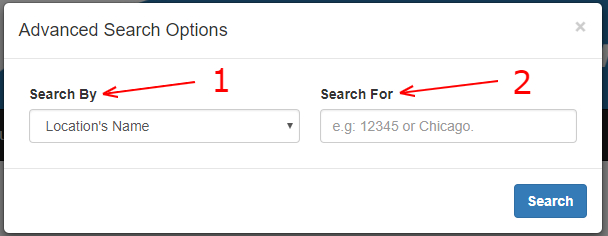 Advanced Search Options ×
1 2
Search By Search For
Location's Name ▾ e.g: 12345 or Chicago.
Search